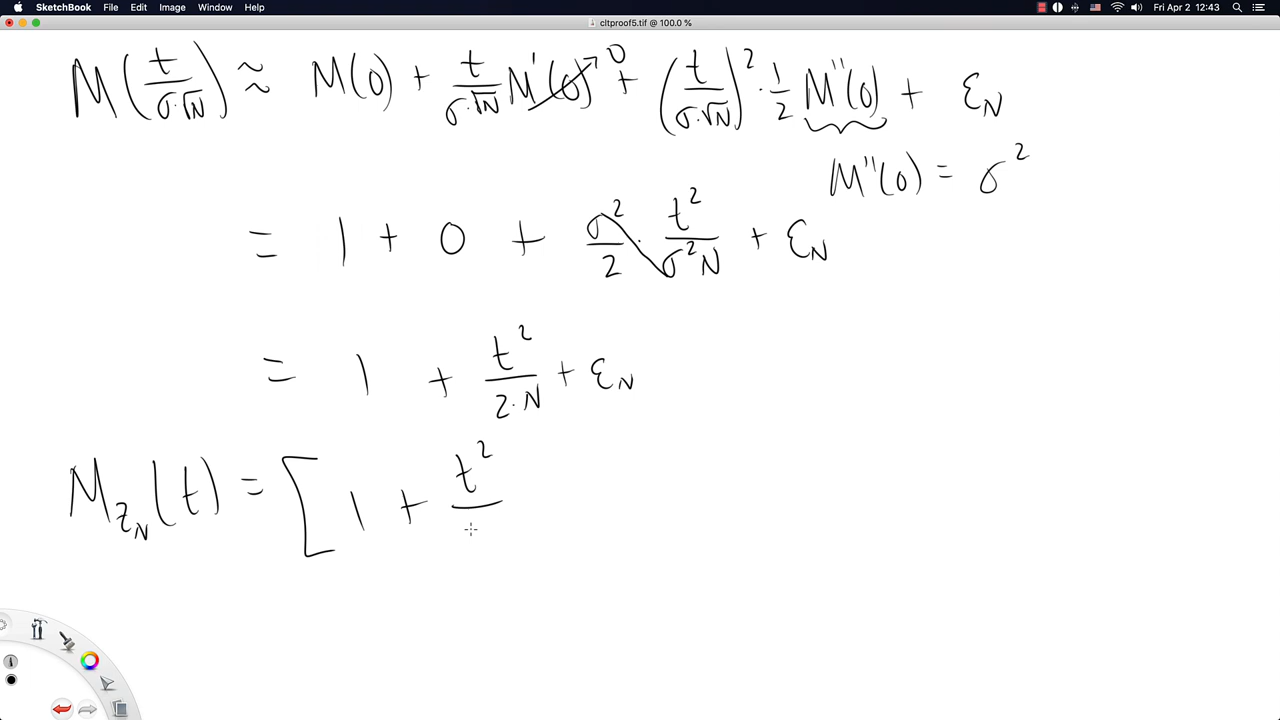 SketchBook File Edit Image Window Help Fri Apr 2 12:43
cltproof5.tif @ 100.0 %
M(t/(σ·√N)) ≈ M(0) + t/(σ·√N) M'(0)→0 + (t/(σ·√N))² · 1/2 M''(0) + ε_N
M''(0) = σ²
= 1 + 0 + σ²/2 · t²/(σ²N) + ε_N
= 1 + t²/(2·N) + ε_N
M_{Z_N}(t) = [1 + t²/